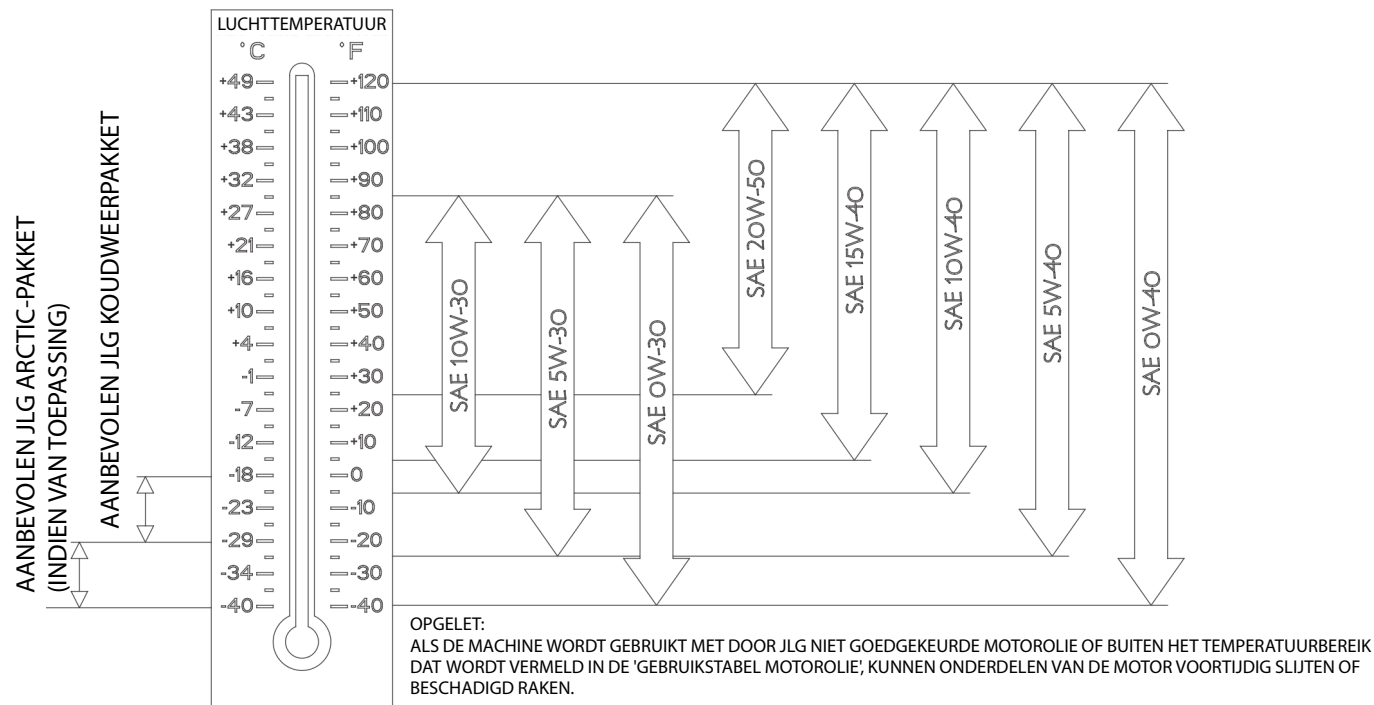 LUCHTTEMPERATUUR
°C °F
+49 +120
+43 +110
+38 +100
+32 +90
+27 +80
+21 +70
+16 +60
+10 +50
+4 +40
-1 +30
-7 +20
-12 +10
-18 0
-23 -10
-29 -20
-34 -30
-40 -40
AANBEVOLEN JLG ARCTIC-PAKKET
(INDIEN VAN TOEPASSING)
AANBEVOLEN JLG KOUDWEERPAKKET
SAE 10W-30
SAE 5W-30
SAE 0W-30
SAE 20W-50
SAE 15W-40
SAE 10W-40
SAE 5W-40
SAE 0W-40
OPGELET:
ALS DE MACHINE WORDT GEBRUIKT MET DOOR JLG NIET GOEDGEKEURDE MOTOROLIE OF BUITEN HET TEMPERATUURBEREIK
DAT WORDT VERMELD IN DE 'GEBRUIKSTABEL MOTOROLIE', KUNNEN ONDERDELEN VAN DE MOTOR VOORTIJDIG SLIJTEN OF
BESCHADIGD RAKEN.